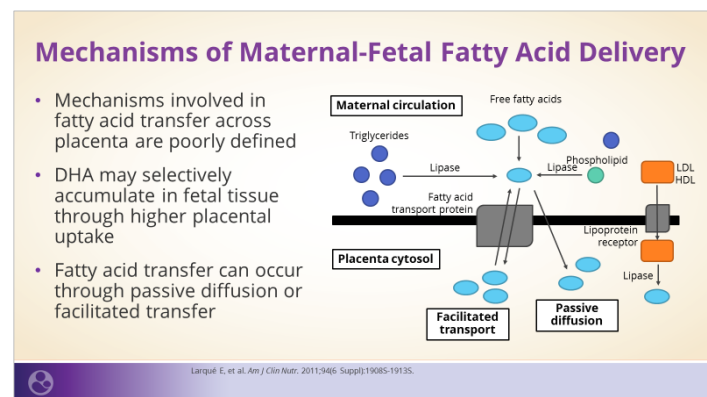 Mechanisms of Maternal-Fetal Fatty Acid Delivery
• Mechanisms involved in
fatty acid transfer across
placenta are poorly defined
• DHA may selectively
accumulate in fetal tissue
through higher placental
uptake
• Fatty acid transfer can occur
through passive diffusion or
facilitated transfer
Maternal circulation
Free fatty acids
Triglycerides
Lipase
Lipase
Phospholipid
LDL
HDL
Fatty acid
transport protein
Lipoprotein
receptor
Placenta cytosol
Lipase
Facilitated
transport
Passive
diffusion
Larqué E, et al. Am J Clin Nutr. 2011;94(6 Suppl):1908S-1913S.